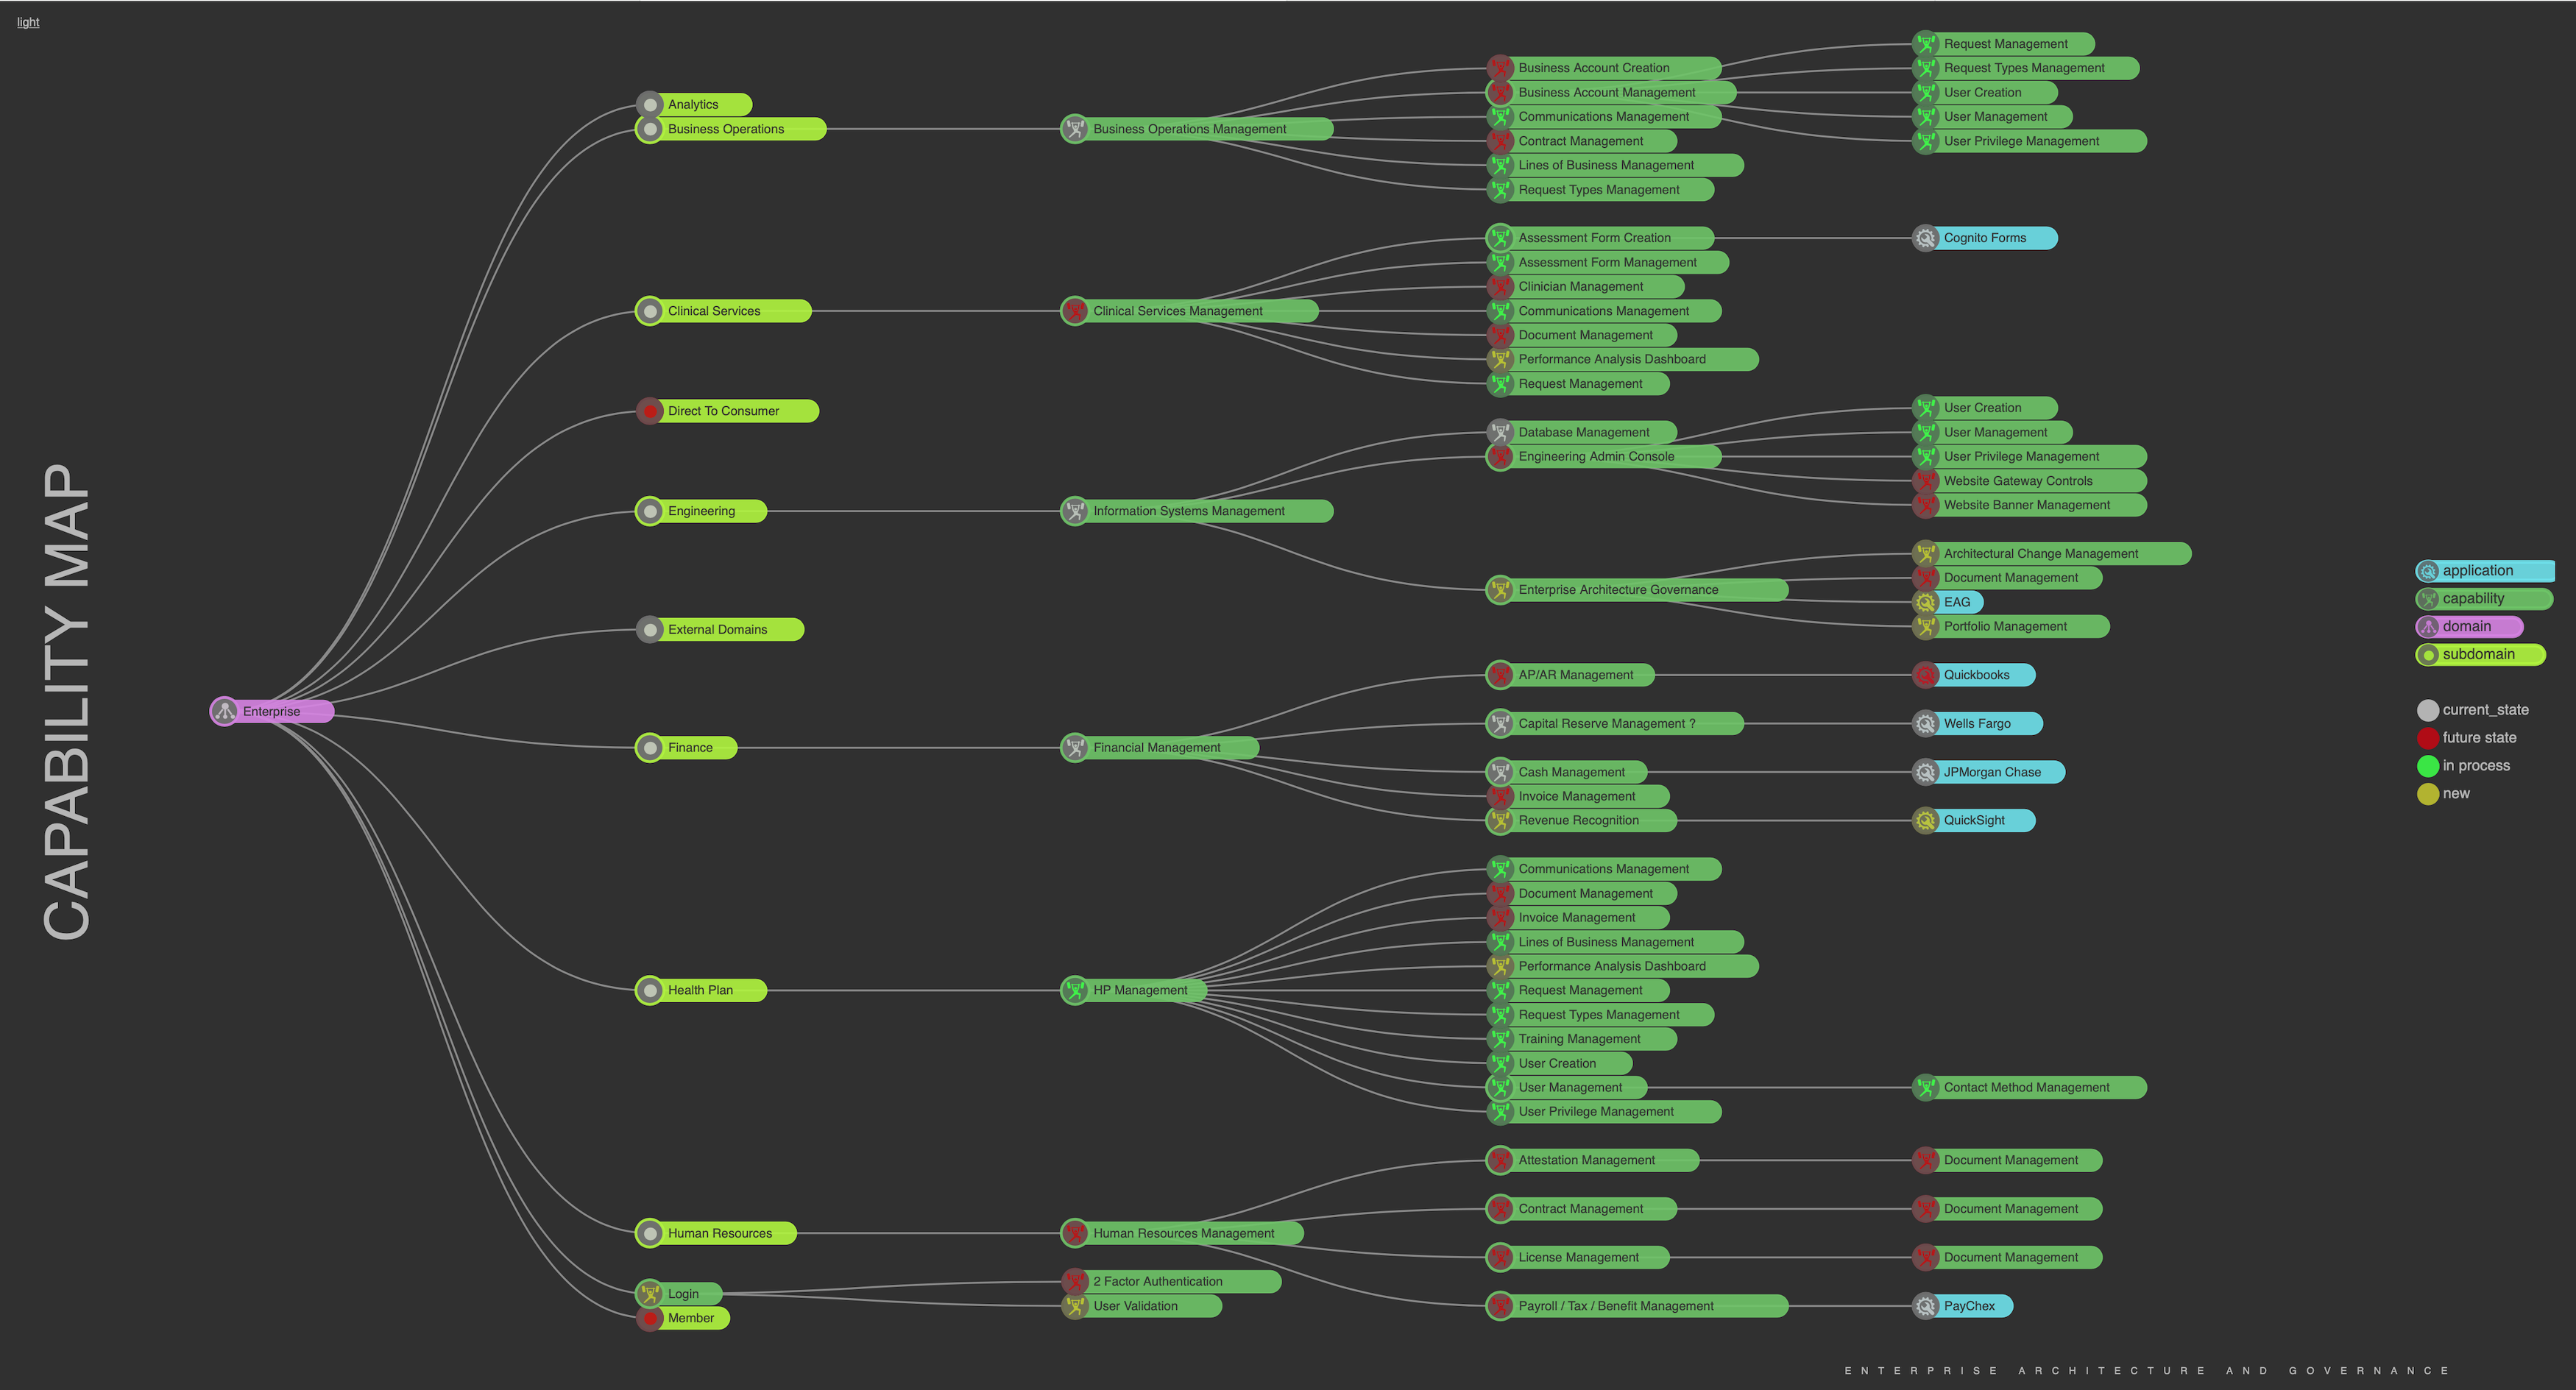 light
CAPABILITY MAP
Enterprise
Analytics
Business Operations
Business Operations Management
Business Account Creation
Business Account Management
Request Management
Request Types Management
User Creation
User Management
User Privilege Management
Communications Management
Contract Management
Lines of Business Management
Request Types Management
Clinical Services
Clinical Services Management
Assessment Form Creation
Cognito Forms
Assessment Form Management
Clinician Management
Communications Management
Document Management
Performance Analysis Dashboard
Request Management
Direct To Consumer
Engineering
Information Systems Management
Database Management
Engineering Admin Console
User Creation
User Management
User Privilege Management
Website Gateway Controls
Website Banner Management
Enterprise Architecture Governance
Architectural Change Management
Document Management
EAG
Portfolio Management
External Domains
Finance
Financial Management
AP/AR Management
Quickbooks
Capital Reserve Management ?
Wells Fargo
Cash Management
JPMorgan Chase
Invoice Management
Revenue Recognition
QuickSight
Health Plan
HP Management
Communications Management
Document Management
Invoice Management
Lines of Business Management
Performance Analysis Dashboard
Request Management
Request Types Management
Training Management
User Creation
User Management
Contact Method Management
User Privilege Management
Human Resources
Human Resources Management
Attestation Management
Document Management
Contract Management
Document Management
License Management
Document Management
Payroll / Tax / Benefit Management
PayChex
Login
2 Factor Authentication
User Validation
Member
application
capability
domain
subdomain
current_state
future state
in process
new
ENTERPRISE ARCHITECTURE AND GOVERNANCE